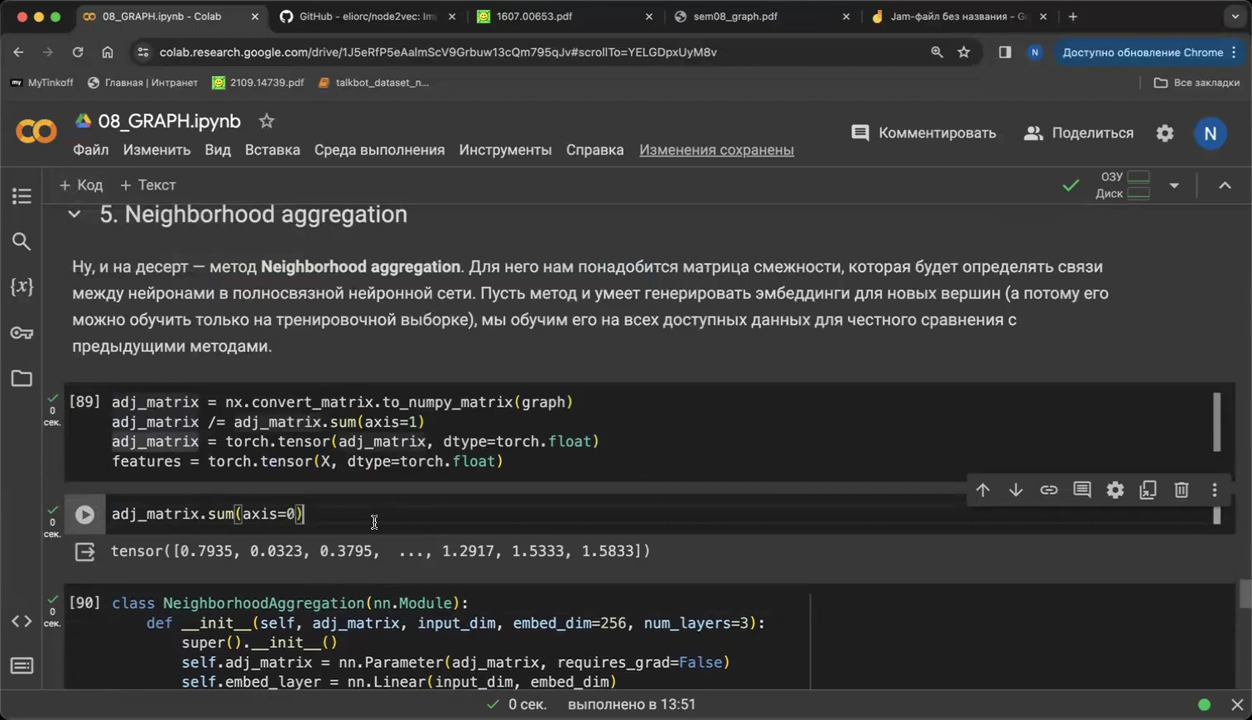 08_GRAPH.ipynb - Colab
GitHub - eliorc/node2vec: Im
1607.00653.pdf
sem08_graph.pdf
Jam-файл без названия - G
colab.research.google.com/drive/1J5eRfP5eAalmScV9Grbuw13cQm795qJv#scrollTo=YELGDpxUyM8v
N
Доступно обновление Chrome
my MyTinkoff
Главная | Интранет
2109.14739.pdf
talkbot_dataset_n...
Все закладки
08_GRAPH.ipynb
Комментировать
Поделиться
N
Файл Изменить Вид Вставка Среда выполнения Инструменты Справка Изменения сохранены
+ Код + Текст
ОЗУ
Диск
5. Neighborhood aggregation
Ну, и на десерт — метод Neighborhood aggregation. Для него нам понадобится матрица смежности, которая будет определять связи
между нейронами в полносвязной нейронной сети. Пусть метод и умеет генерировать эмбеддинги для новых вершин (а потому его
можно обучить только на тренировочной выборке), мы обучим его на всех доступных данных для честного сравнения с
предыдущими методами.
0
сек.
[89] adj_matrix = nx.convert_matrix.to_numpy_matrix(graph)
adj_matrix /= adj_matrix.sum(axis=1)
adj_matrix = torch.tensor(adj_matrix, dtype=torch.float)
features = torch.tensor(X, dtype=torch.float)
0
сек.
adj_matrix.sum(axis=0)
tensor([0.7935, 0.0323, 0.3795, ..., 1.2917, 1.5333, 1.5833])
0
сек.
[90] class NeighborhoodAggregation(nn.Module):
def __init__(self, adj_matrix, input_dim, embed_dim=256, num_layers=3):
super().__init__()
self.adj_matrix = nn.Parameter(adj_matrix, requires_grad=False)
self.embed_layer = nn.Linear(input_dim, embed_dim)
0 сек. выполнено в 13:51